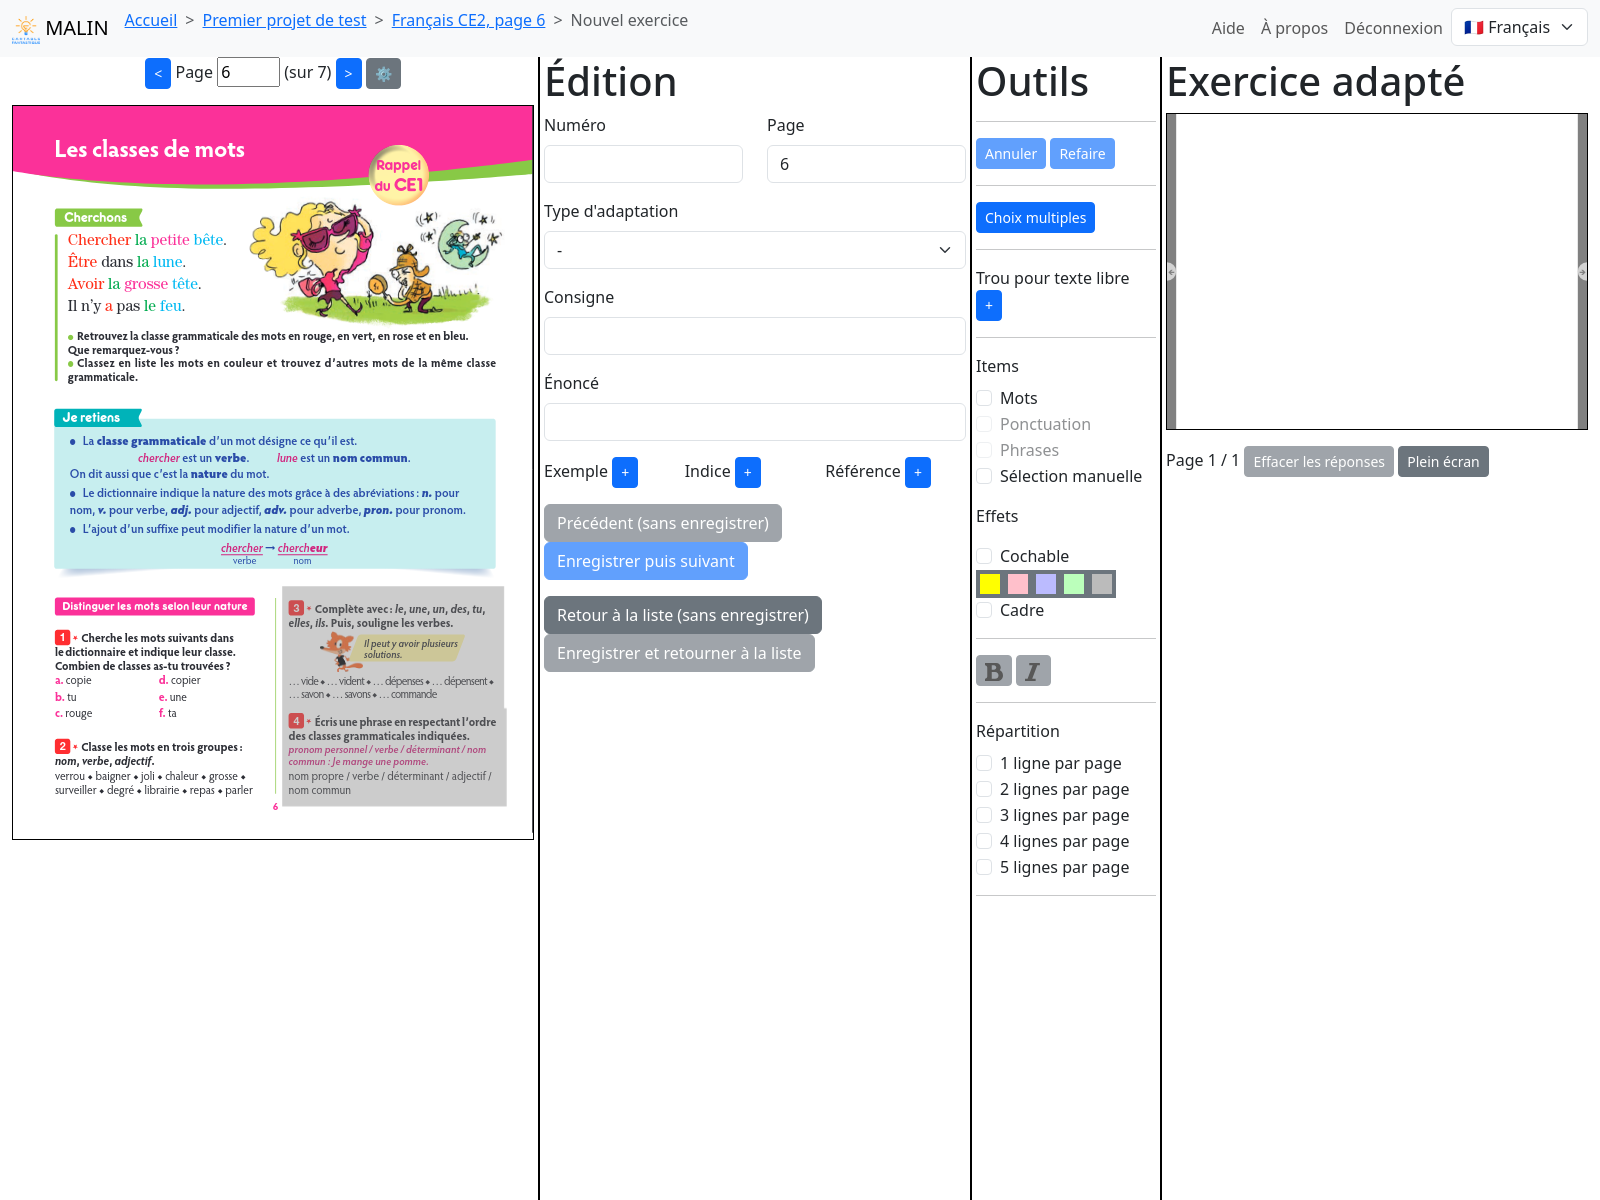 MALIN
Accueil > Premier projet de test > Français CE2, page 6 > Nouvel exercice
Aide À propos Déconnexion Français
< Page 6 (sur 7) >
Les classes de mots
Rappel
du CE1
Cherchons
Chercher la petite bête.
Être dans la lune.
Avoir la grosse tête.
Il n'y a pas le feu.
• Retrouvez la classe grammaticale des mots en rouge, en vert, en rose et en bleu.
Que remarquez-vous ?
• Classez en liste les mots en couleur et trouvez d'autres mots de la même classe
grammaticale.
Je retiens
• La classe grammaticale d'un mot désigne ce qu'il est.
chercher est un verbe. lune est un nom commun.
On dit aussi que c'est la nature du mot.
• Le dictionnaire indique la nature des mots grâce à des abréviations : n. pour
nom, v. pour verbe, adj. pour adjectif, adv. pour adverbe, pron. pour pronom.
• L'ajout d'un suffixe peut modifier la nature d'un mot.
chercher → chercheur
verbe nom
Distinguer les mots selon leur nature
1 * Cherche les mots suivants dans
le dictionnaire et indique leur classe.
Combien de classes as-tu trouvées ?
a. copie d. copier
b. tu e. une
c. rouge f. ta
2 * Classe les mots en trois groupes :
nom, verbe, adjectif.
verrou ◆ baigner ◆ joli ◆ chaleur ◆ grosse ◆
surveiller ◆ degré ◆ librairie ◆ repas ◆ parler
3 * Complète avec : le, une, un, des, tu,
elles, ils. Puis, souligne les verbes.
Il peut y avoir plusieurs
solutions.
… vide ◆ … vident ◆ … dépenses ◆ … dépensent ◆
… savon ◆ … savons ◆ … commande
4 * Écris une phrase en respectant l'ordre
des classes grammaticales indiquées.
pronom personnel / verbe / déterminant / nom
commun : Je mange une pomme.
nom propre / verbe / déterminant / adjectif /
nom commun
6
Édition
Numéro Page
6
Type d'adaptation
-
Consigne
Énoncé
Exemple + Indice + Référence +
Précédent (sans enregistrer)
Enregistrer puis suivant
Retour à la liste (sans enregistrer)
Enregistrer et retourner à la liste
Outils
Annuler Refaire
Choix multiples
Trou pour texte libre
+
Items
Mots
Ponctuation
Phrases
Sélection manuelle
Effets
Cochable
Cadre
B I
Répartition
1 ligne par page
2 lignes par page
3 lignes par page
4 lignes par page
5 lignes par page
Exercice adapté
Page 1 / 1 Effacer les réponses Plein écran